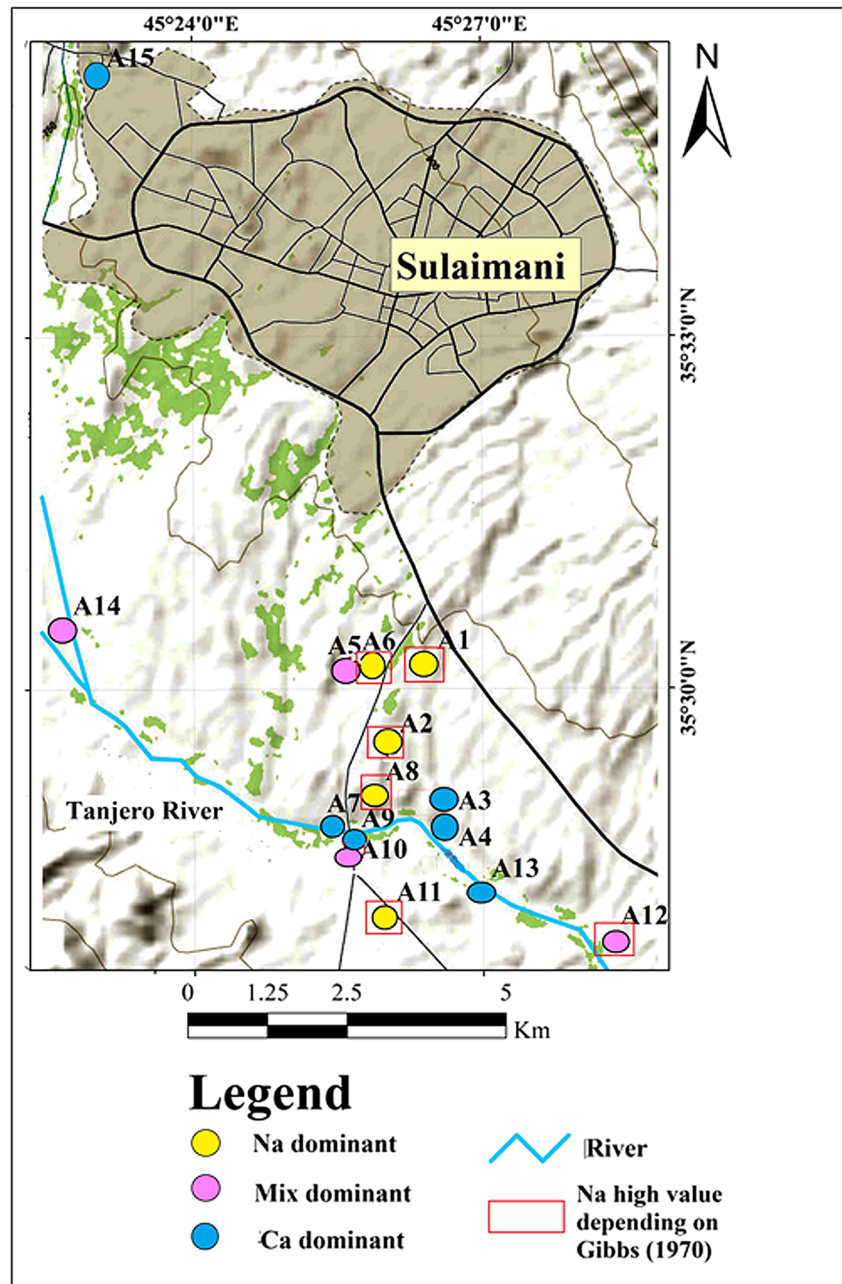 45°24'0"E 45°27'0"E
N
A15
Sulaimani
35°33'0"N
A14
A5 A6 A1
35°30'0"N
A2
A8
A3
Tanjero River
A7
A9
A4
A10
A13
A11
A12
0 1.25 2.5 5
Km
Legend
Na dominant
Mix dominant
Ca dominant
River
Na high value
depending on
Gibbs (1970)